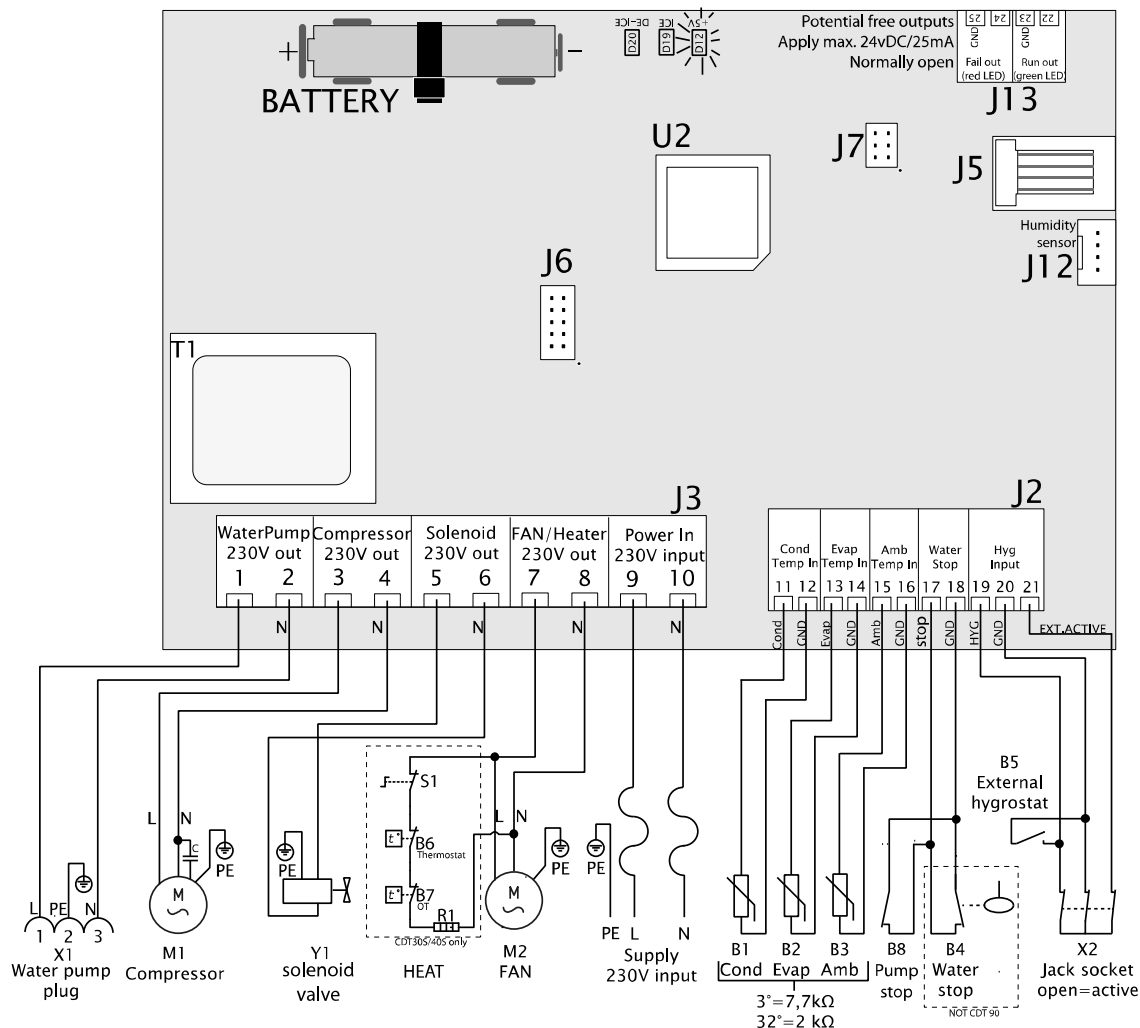 DE-ICE ICE +5V
D20 D19 D12
+ -
BATTERY
Potential free outputs
Apply max. 24vDC/25mA
Normally open
25 24 23 22
GND GND
Fail out
(red LED)
Run out
(green LED)
J13
U2
J7
J5
Humidity
sensor
J12
J6
T1
J3
J2
WaterPump
230V out
1 2
Compressor
230V out
3 4
Solenoid
230V out
5 6
FAN/Heater
230V out
7 8
Power In
230V input
9 10
Cond
Temp In
11 12
Evap
Temp In
13 14
Amb
Temp In
15 16
Water
Stop
17 18
Hyg
Input
19 20 21
N N N N N
Cond GND Evap GND Amb GND stop GND HYG GND
EXT.ACTIVE
L PE N
1 2 3
X1
Water pump
plug
L N
C
PE
M
~
M1
Compressor
PE
Y1
solenoid
valve
S1
t° B6
Thermostat
t° B7
OT
R1
CDT30S/40S only
HEAT
L N
PE
M
~
M2
FAN
PE
PE L N
Supply
230V input
B1 B2 B3
Cond Evap Amb
3°=7,7kΩ
32°=2 kΩ
B8
Pump
stop
B4
Water
stop
NOT CDT 90
B5
External
hygrostat
X2
Jack socket
open=active